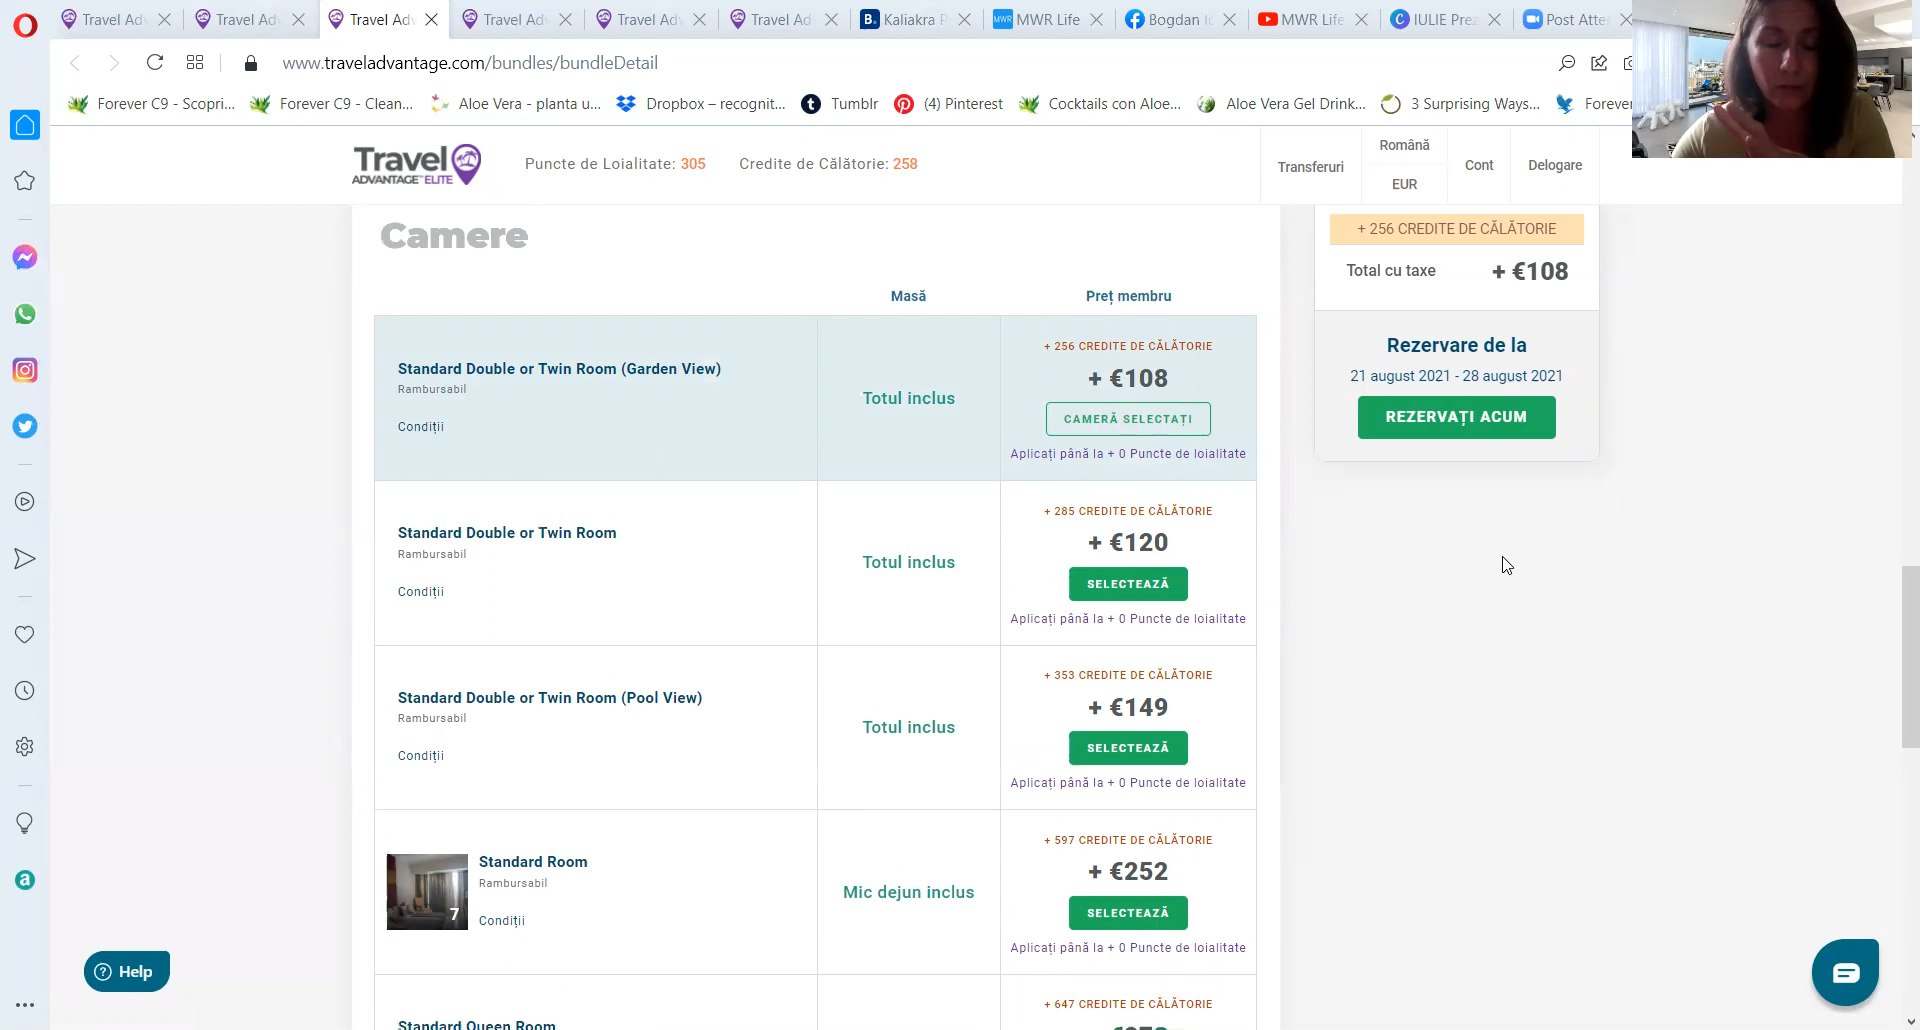 Travel Adv
Travel Ad
Travel Adv
Travel Ad
Travel Ad
Travel Ad
Kaliakra
MWR Life
Bogdan
MWR Life
IULIE Prez
Post Atte
www.traveladvantage.com/bundles/bundleDetail
Forever C9 - Scopri...
Forever C9 - Clean...
Aloe Vera - planta u...
Dropbox – recognit...
Tumblr
(4) Pinterest
Cocktails con Aloe...
Aloe Vera Gel Drink...
3 Surprising Ways...
Forever
Travel
ADVANTAGE ELITE
Puncte de Loialitate: 305
Credite de Călătorie: 258
Transferuri
Română
EUR
Cont
Delogare
Camere
Masă
Preț membru
Standard Double or Twin Room (Garden View)
Rambursabil
Condiții
Totul inclus
+ 256 CREDITE DE CĂLĂTORIE
+ €108
CAMERĂ SELECTAȚI
Aplicați până la + 0 Puncte de loialitate
Standard Double or Twin Room
Rambursabil
Condiții
Totul inclus
+ 285 CREDITE DE CĂLĂTORIE
+ €120
SELECTEAZĂ
Aplicați până la + 0 Puncte de loialitate
Standard Double or Twin Room (Pool View)
Rambursabil
Condiții
Totul inclus
+ 353 CREDITE DE CĂLĂTORIE
+ €149
SELECTEAZĂ
Aplicați până la + 0 Puncte de loialitate
7
Standard Room
Rambursabil
Condiții
Mic dejun inclus
+ 597 CREDITE DE CĂLĂTORIE
+ €252
SELECTEAZĂ
Aplicați până la + 0 Puncte de loialitate
Standard Queen Room
+ 647 CREDITE DE CĂLĂTORIE
+ 256 CREDITE DE CĂLĂTORIE
Total cu taxe
+ €108
Rezervare de la
21 august 2021 - 28 august 2021
REZERVAȚI ACUM
Help